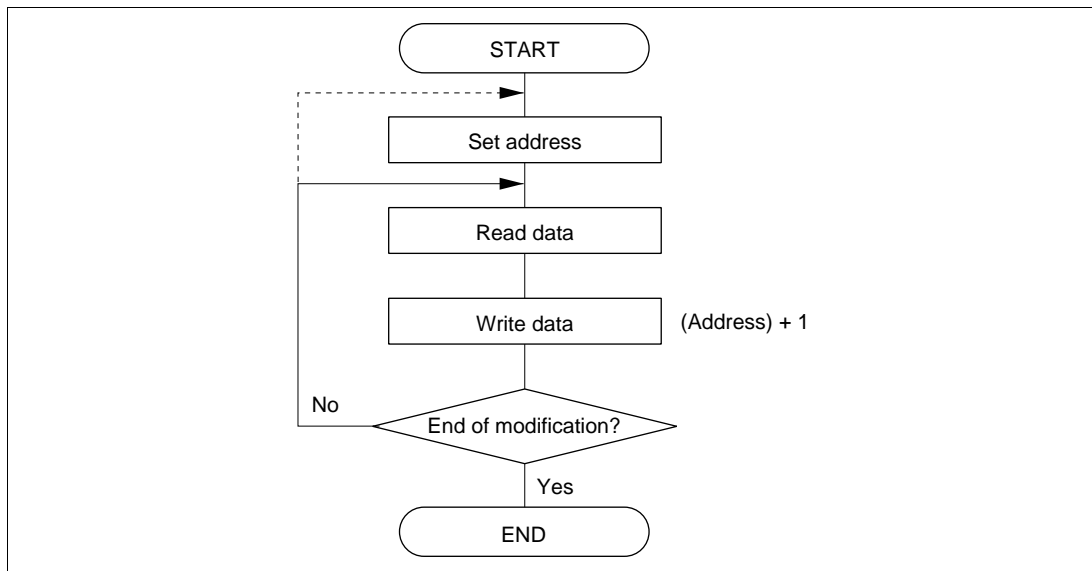 START
Set address
Read data
Write data
(Address) + 1
End of modification?
No
Yes
END